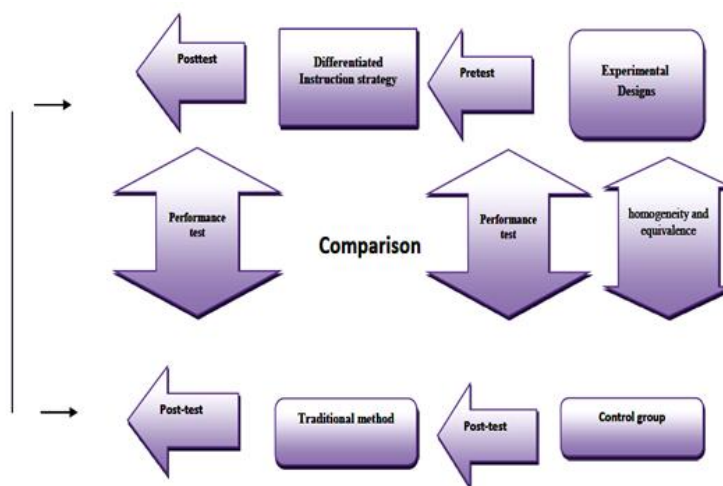 Posttest
Differentiated
Instruction strategy
Pretest
Experimental
Designs
Performance
test
Comparison
Performance
test
homogeneity and
equivalence
Post-test
Traditional method
Post-test
Control group